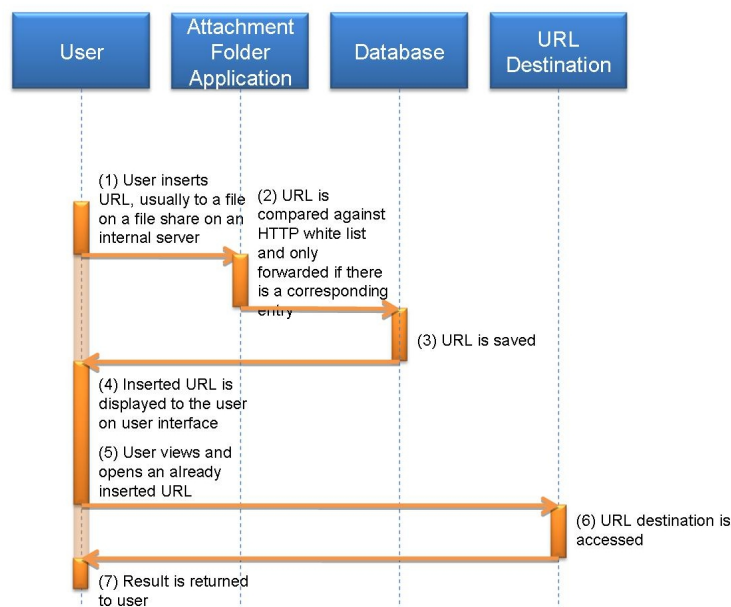 User
Attachment
Folder
Application
Database
URL
Destination
(1) User inserts
URL, usually to a file
on a file share on an
internal server
(2) URL is
compared against
HTTP white list
and only
forwarded if there
is a corresponding
entry
(3) URL is saved
(4) Inserted URL is
displayed to the user
on user interface
(5) User views and
opens an already
inserted URL
(6) URL destination is
accessed
(7) Result is returned
to user